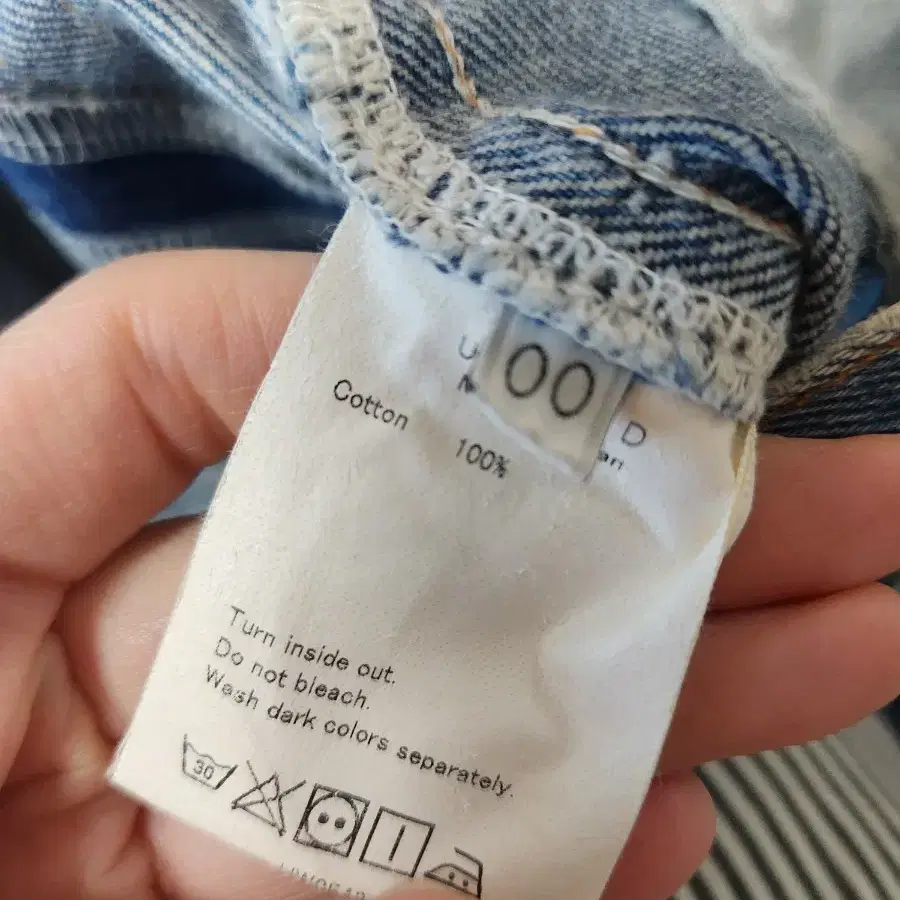 00
U D
Cotton 100%
Turn inside out.
Do not bleach.
Wash dark colors separately.
30